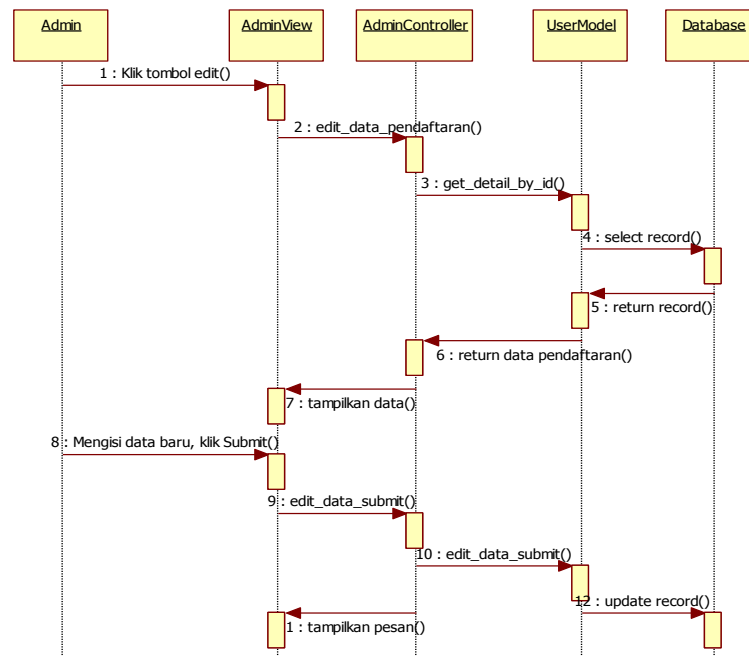 Admin
AdminView
AdminController
UserModel
Database
1 : Klik tombol edit()
2 : edit_data_pendaftaran()
3 : get_detail_by_id()
4 : select record()
5 : return record()
6 : return data pendaftaran()
7 : tampilkan data()
8 : Mengisi data baru, klik Submit()
9 : edit_data_submit()
10 : edit_data_submit()
12 : update record()
1 : tampilkan pesan()